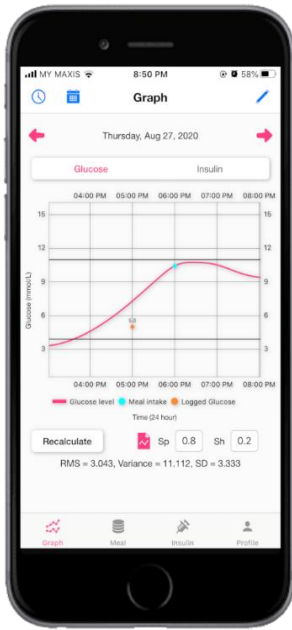 MY MAXIS 8:50 PM 58%
Graph
Thursday, Aug 27, 2020
Glucose Insulin
04:00 PM 05:00 PM 06:00 PM 07:00 PM 08:00 PM
15 15
12 12
9 9
6 6
3 3
Glucose (mmol/L)
04:00 PM 05:00 PM 06:00 PM 07:00 PM 08:00 PM
Glucose level Meal intake Logged Glucose
Time (24 hour)
Recalculate Sp 0.8 Sh 0.2
RMS = 3.043, Variance = 11.112, SD = 3.333
Graph Meal Insulin Profile